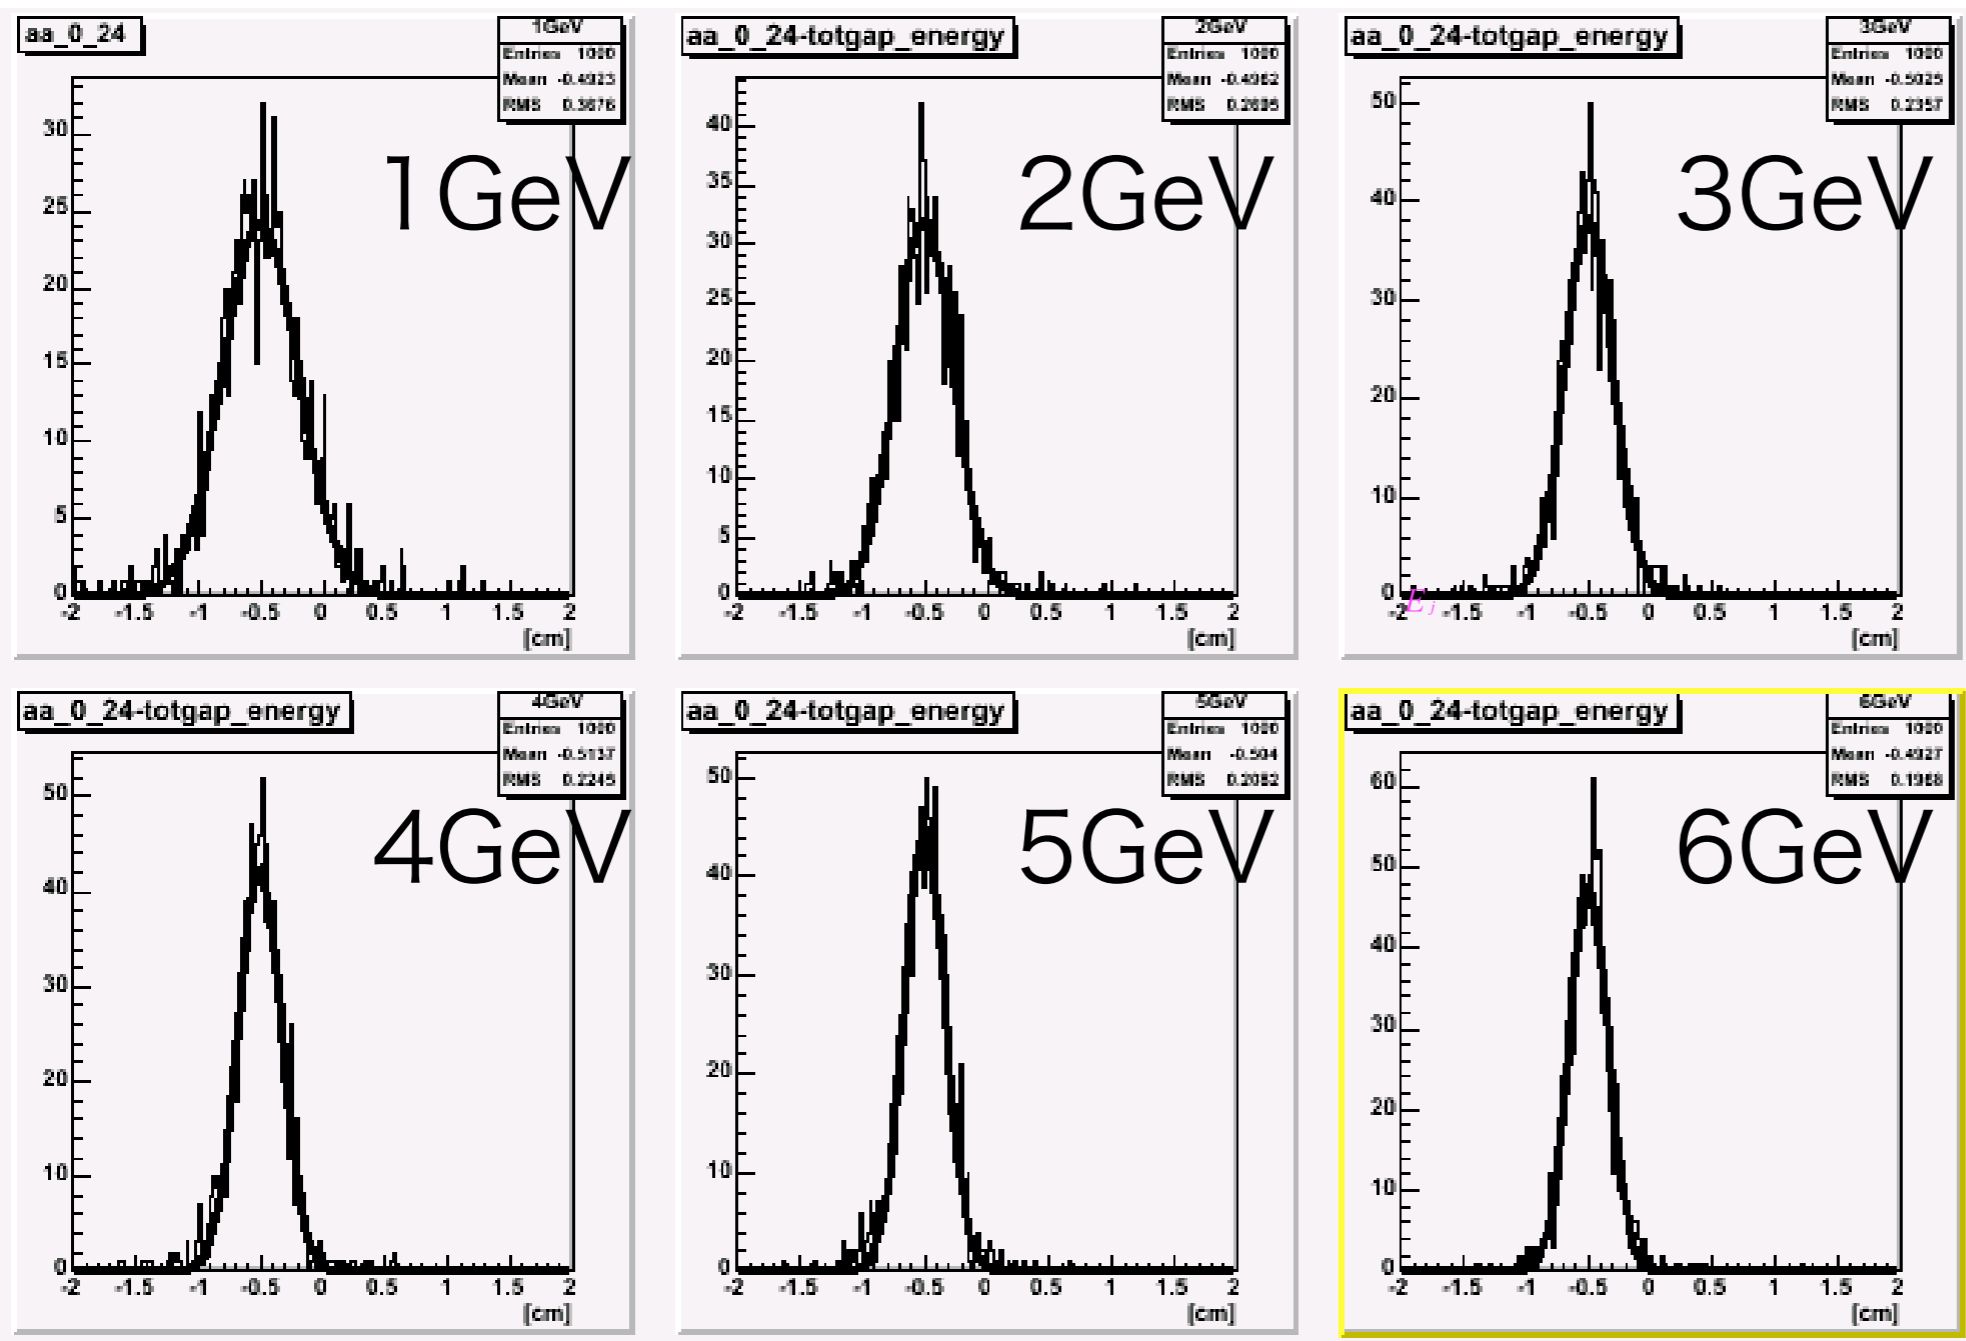 aa_0_24
1GeV
Entries 1000
Mean -0.4923
RMS 0.3676
1GeV
30
25
20
15
10
5
0
-2 -1.5 -1 -0.5 0 0.5 1 1.5 2
[cm]
aa_0_24-totgap_energy
2GeV
Entries 1000
Mean -0.4962
RMS
2GeV
40
35
30
25
20
15
10
5
0
-2 -1.5 -1 -0.5 0 0.5 1 1.5 2
[cm]
aa_0_24-totgap_energy
3GeV
Entries 1000
Mean -0.5025
RMS 0.2357
3GeV
50
40
30
20
10
0
-2 -1.5 -1 -0.5 0 0.5 1 1.5 2
E j
[cm]
aa_0_24-totgap_energy
4GeV
Entries 1000
Mean -0.5137
RMS 0.2245
4GeV
50
40
30
20
10
0
-2 -1.5 -1 -0.5 0 0.5 1 1.5 2
[cm]
aa_0_24-totgap_energy
5GeV
Entries 1000
Mean -0.504
RMS 0.2082
5GeV
50
40
30
20
10
0
-2 -1.5 -1 -0.5 0 0.5 1 1.5 2
[cm]
aa_0_24-totgap_energy
6GeV
Entries 1000
Mean -0.4927
RMS 0.1968
6GeV
60
50
40
30
20
10
0
-2 -1.5 -1 -0.5 0 0.5 1 1.5 2
[cm]